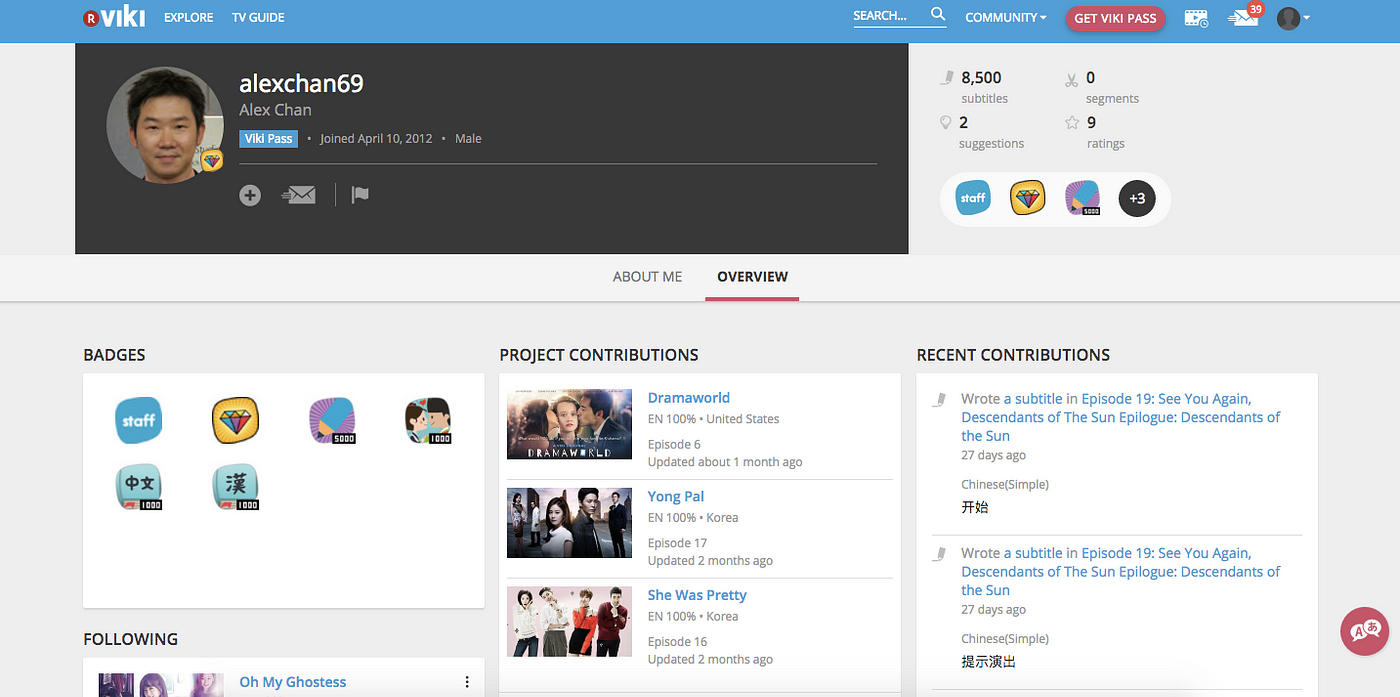 R VIKI
EXPLORE
TV GUIDE
SEARCH...
COMMUNITY
GET VIKI PASS
39
alexchan69
Alex Chan
Viki Pass • Joined April 10, 2012 • Male
8,500
subtitles
0
segments
2
suggestions
9
ratings
staff
5000
+3
ABOUT ME
OVERVIEW
BADGES
staff
5000
1000
中文
1000
漢
1000
FOLLOWING
Oh My Ghostess
PROJECT CONTRIBUTIONS
DRAMAWORLD
Dramaworld
EN 100% • United States
Episode 6
Updated about 1 month ago
Yong Pal
EN 100% • Korea
Episode 17
Updated 2 months ago
She Was Pretty
EN 100% • Korea
Episode 16
Updated 2 months ago
RECENT CONTRIBUTIONS
Wrote a subtitle in Episode 19: See You Again,
Descendants of The Sun Epilogue: Descendants of
the Sun
27 days ago
Chinese(Simple)
开始
Wrote a subtitle in Episode 19: See You Again,
Descendants of The Sun Epilogue: Descendants of
the Sun
27 days ago
Chinese(Simple)
提示演出
A あ